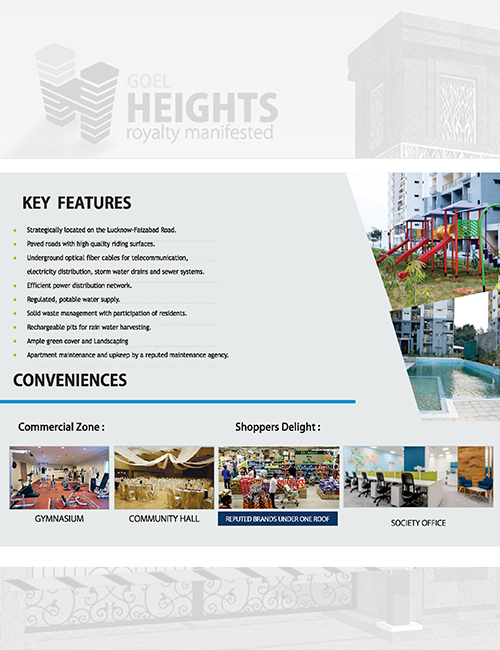 GOEL
HEIGHTS
royalty manifested
KEY FEATURES
Strategically located on the Lucknow-Faizabad Road.
Paved roads with high quality riding surfaces.
Underground optical fiber cables for telecommunication,
electricity distribution, storm water drains and sewer systems.
Efficient power distribution network.
Regulated, potable water supply.
Solid waste management with participation of residents.
Rechargeable pits for rain water harvesting.
Ample green cover and Landscaping
Apartment maintenance and upkeep by a reputed maintenance agency.
CONVENIENCES
Commercial Zone :
Shoppers Delight :
GYMNASIUM
COMMUNITY HALL
REPUTED BRANDS UNDER ONE ROOF
SOCIETY OFFICE